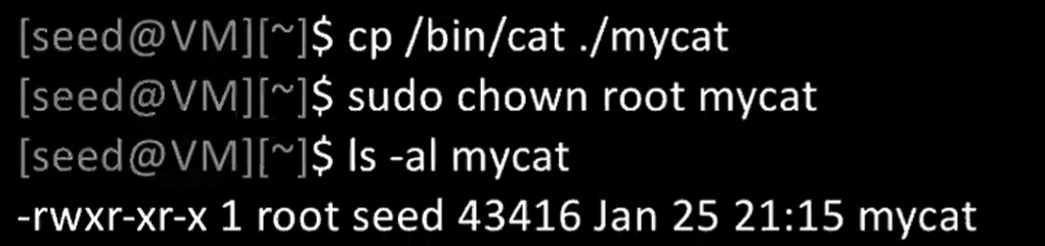 [seed@VM][~]$ cp /bin/cat ./mycat
[seed@VM][~]$ sudo chown root mycat
[seed@VM][~]$ ls -al mycat
-rwxr-xr-x 1 root seed 43416 Jan 25 21:15 mycat